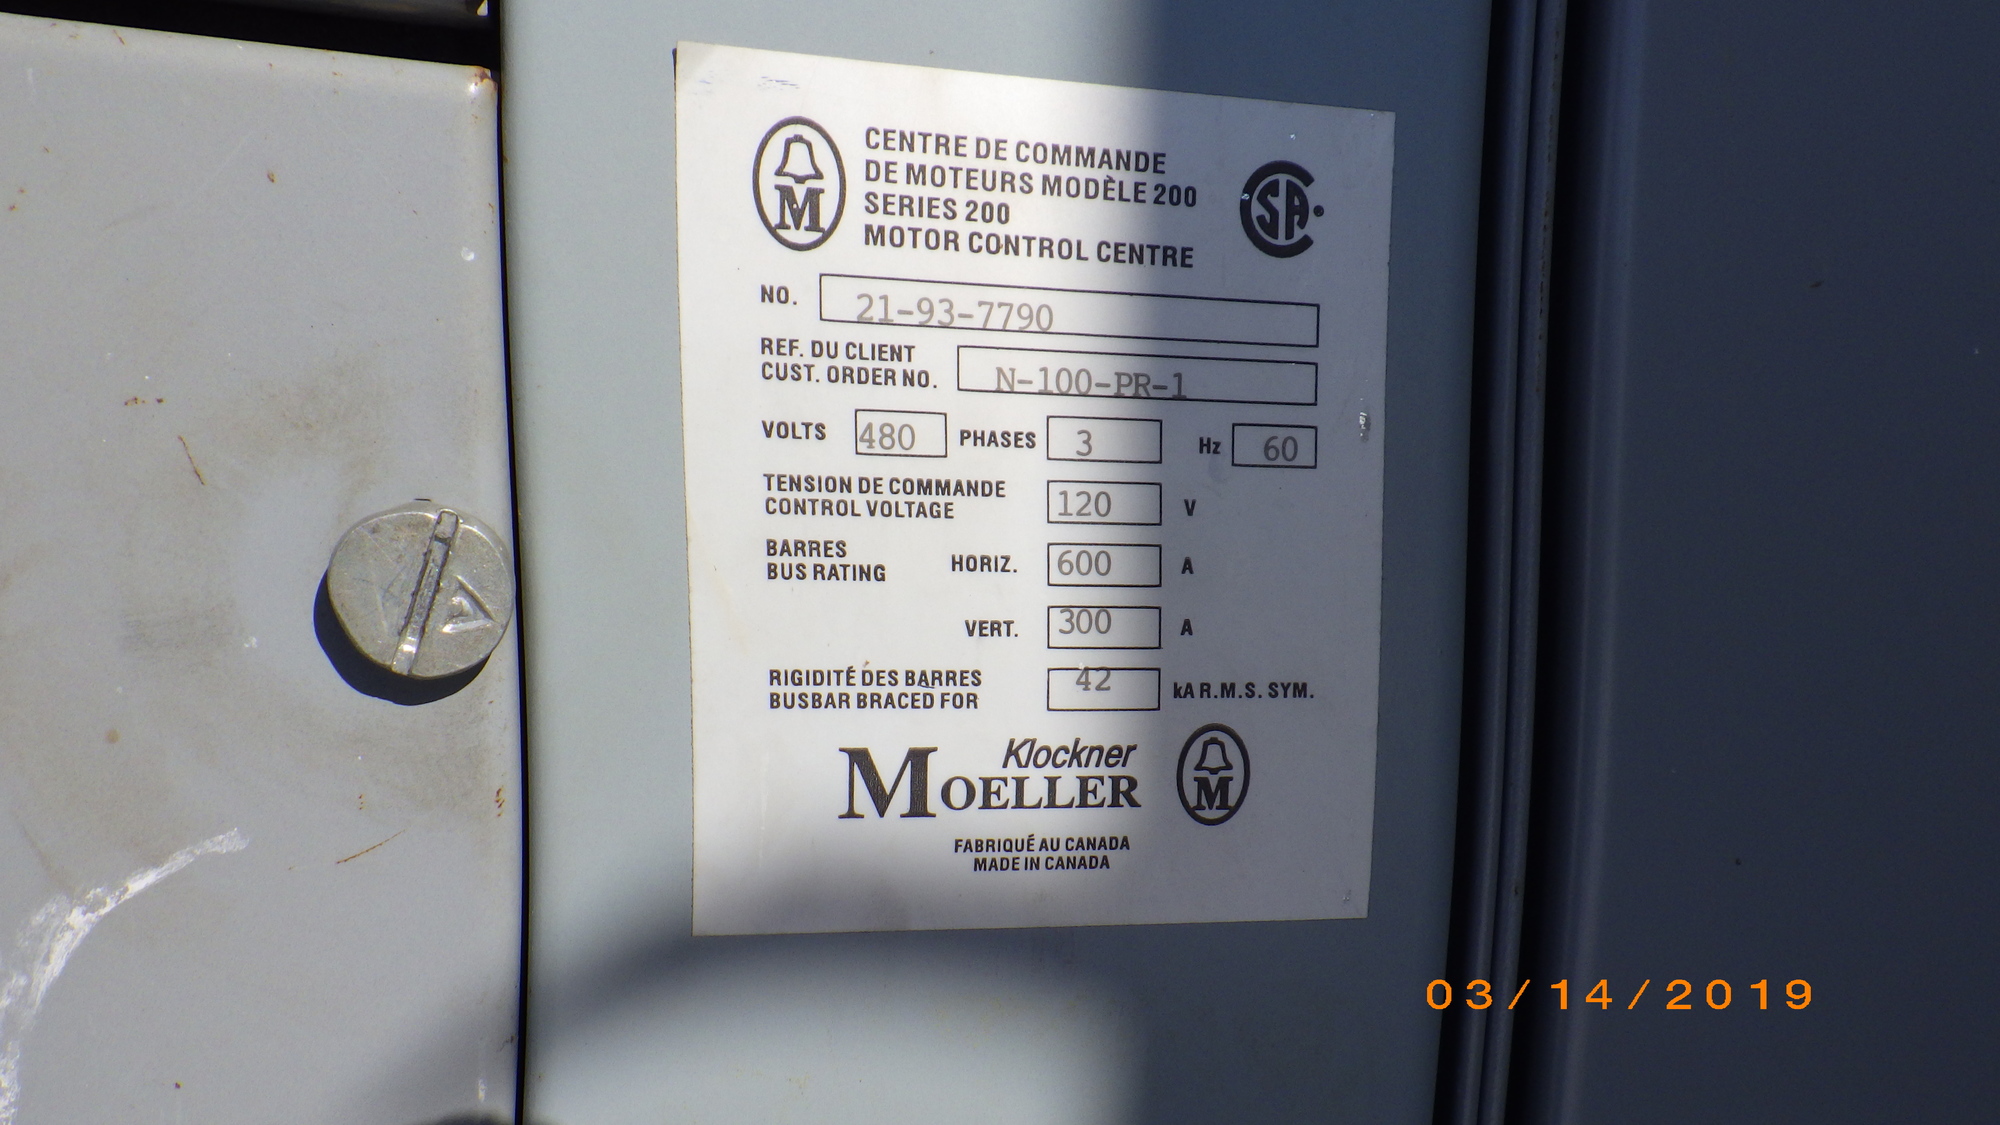 M
CENTRE DE COMMANDE
DE MOTEURS MODÈLE 200
SERIES 200
MOTOR CONTROL CENTRE
CSA
NO. 21-93-7790
REF. DU CLIENT
CUST. ORDER NO. N-100-PR-1
VOLTS 480 PHASES 3 Hz 60
TENSION DE COMMANDE
CONTROL VOLTAGE 120 V
BARRES
BUS RATING HORIZ. 600 A
VERT. 300 A
RIGIDITÉ DES BARRES
BUSBAR BRACED FOR 42 kA R.M.S. SYM.
Klockner
MOELLER M
FABRIQUÉ AU CANADA
MADE IN CANADA
03/14/2019